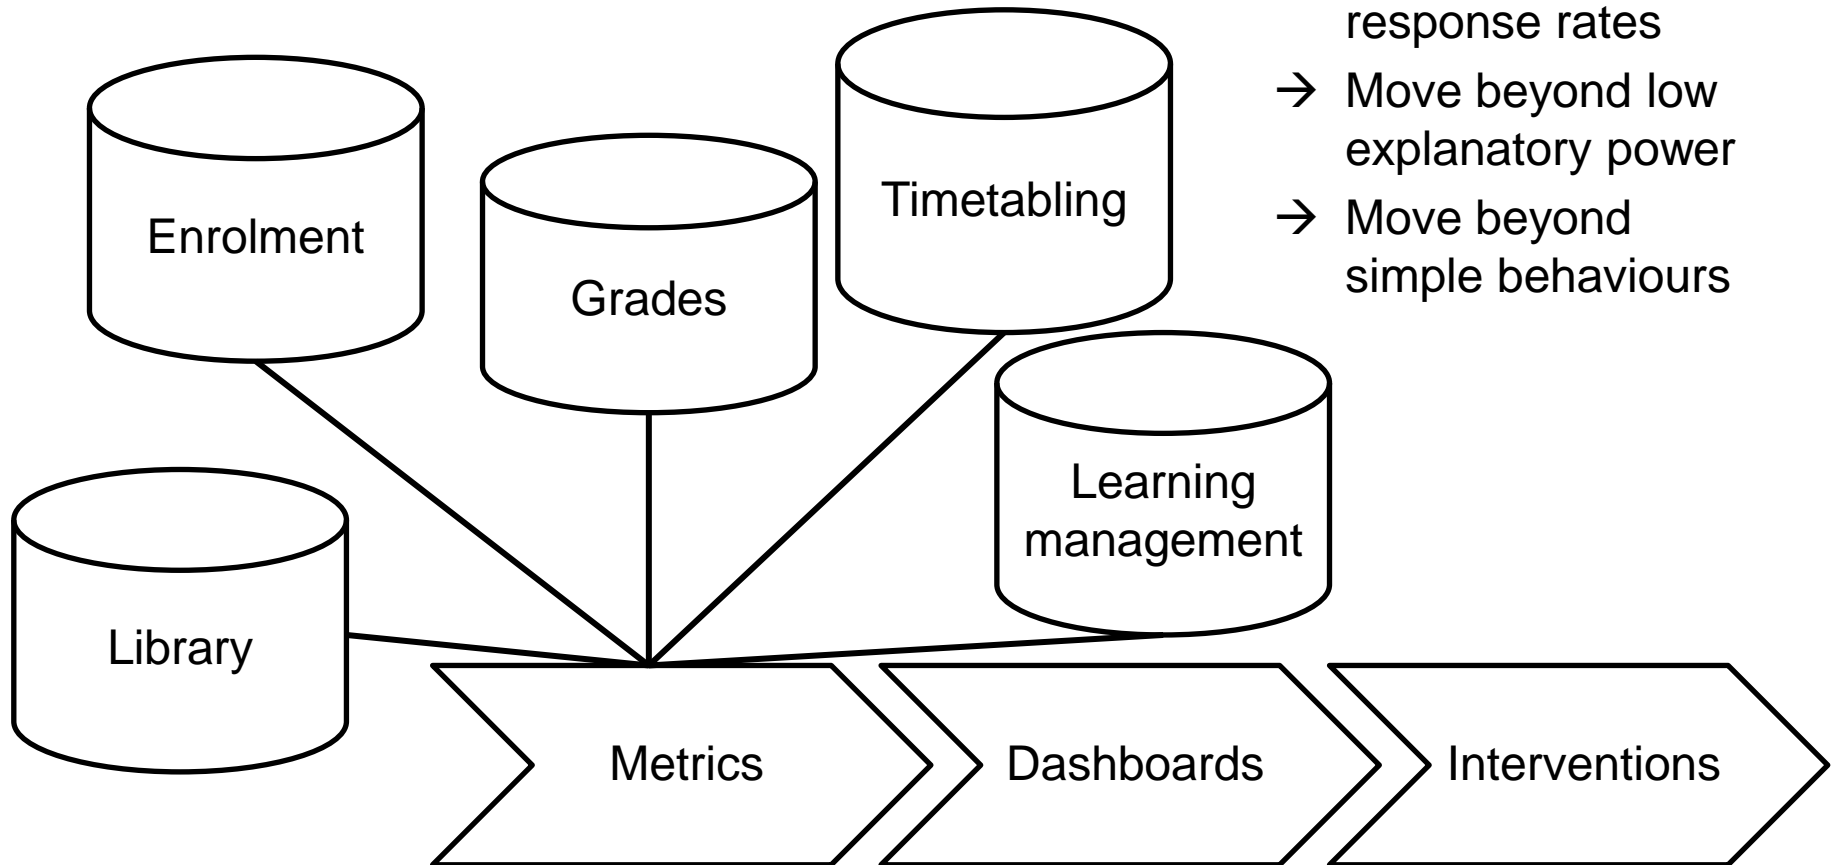 response rates
→ Move beyond low
explanatory power
→ Move beyond
simple behaviours
Enrolment
Grades
Timetabling
Learning
management
Library
Metrics
Dashboards
Interventions